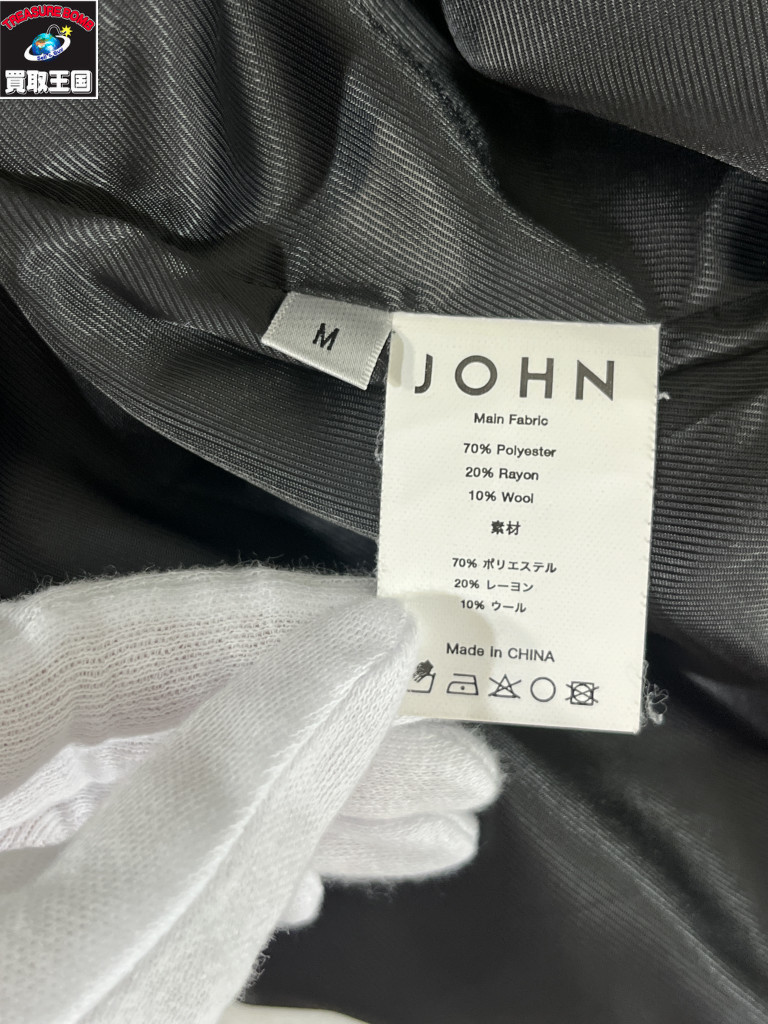 TREASURE BOMB
買取王国
M
JOHN
Main Fabric
70% Polyester
20% Rayon
10% Wool
素材
70% ポリエステル
20% レーヨン
10% ウール
Made in CHINA